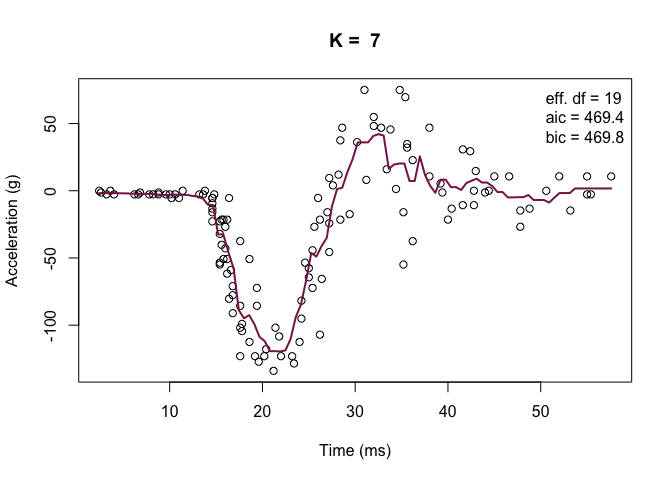 K = 7
eff. df = 19
aic = 469.4
bic = 469.8
50
0
-50
-100
Acceleration (g)
10 20 30 40 50
Time (ms)